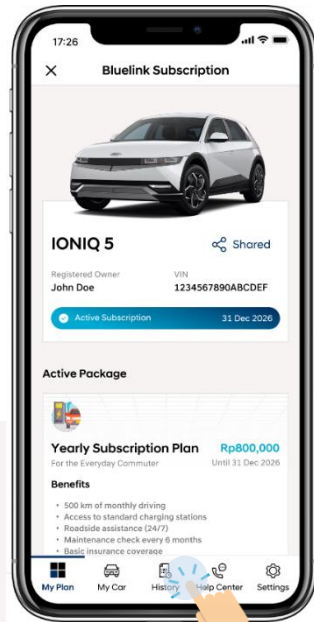 17:26
Bluelink Subscription
IONIQ 5
Shared
Registered Owner VIN
John Doe 1234567890ABCDEF
Active Subscription 31 Dec 2026
Active Package
Yearly Subscription Plan Rp800,000
For the Everyday Commuter Until 31 Dec 2026
Benefits
• 500 km of monthly driving
• Access to standard charging stations
• Roadside assistance (24/7)
• Maintenance check every 6 months
• Basic insurance coverage
My Plan My Car History Help Center Settings